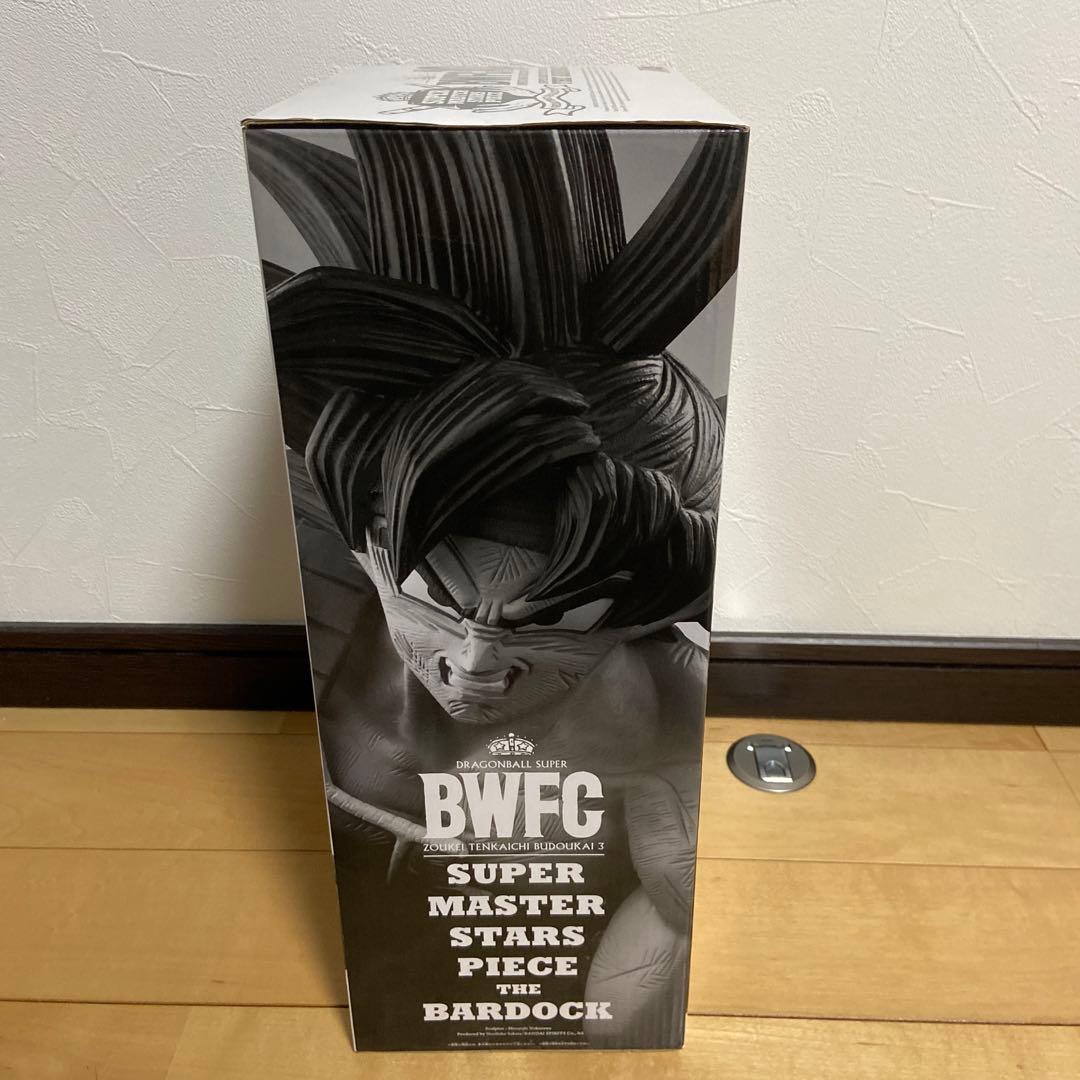 DRAGONBALL SUPER
BWFC
ZOUKEI TENKAICHI BUDOUKAI 3
SUPER
MASTER
STARS
PIECE
THE
BARDOCK